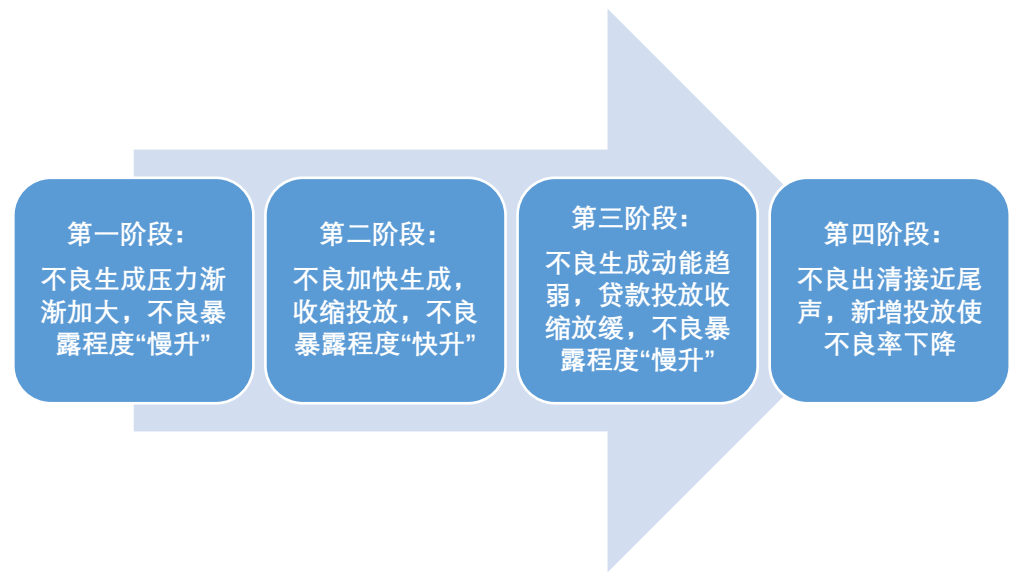 第一阶段：
不良生成压力渐
渐加大，不良暴
露程度“慢升”
第二阶段：
不良加快生成，
收缩投放，不良
暴露程度“快升”
第三阶段：
不良生成动能趋
弱，贷款投放收
缩放缓，不良暴
露程度“慢升”
第四阶段：
不良出清接近尾
声，新增投放使
不良率下降